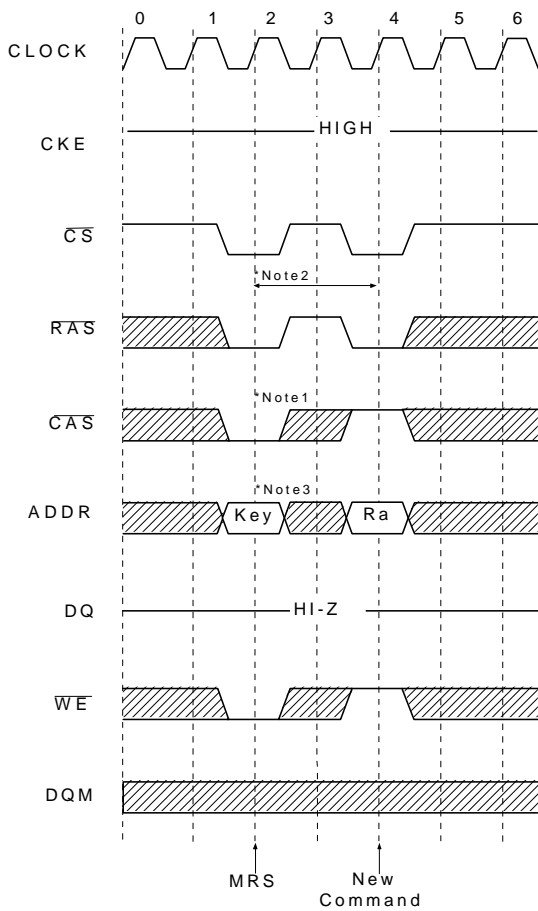 0 1 2 3 4 5 6
CLOCK
HIGH
CKE
CS
*Note2
RAS
*Note1
CAS
*Note3
ADDR Key Ra
DQ HI-Z
WE
DQM
MRS New
Command